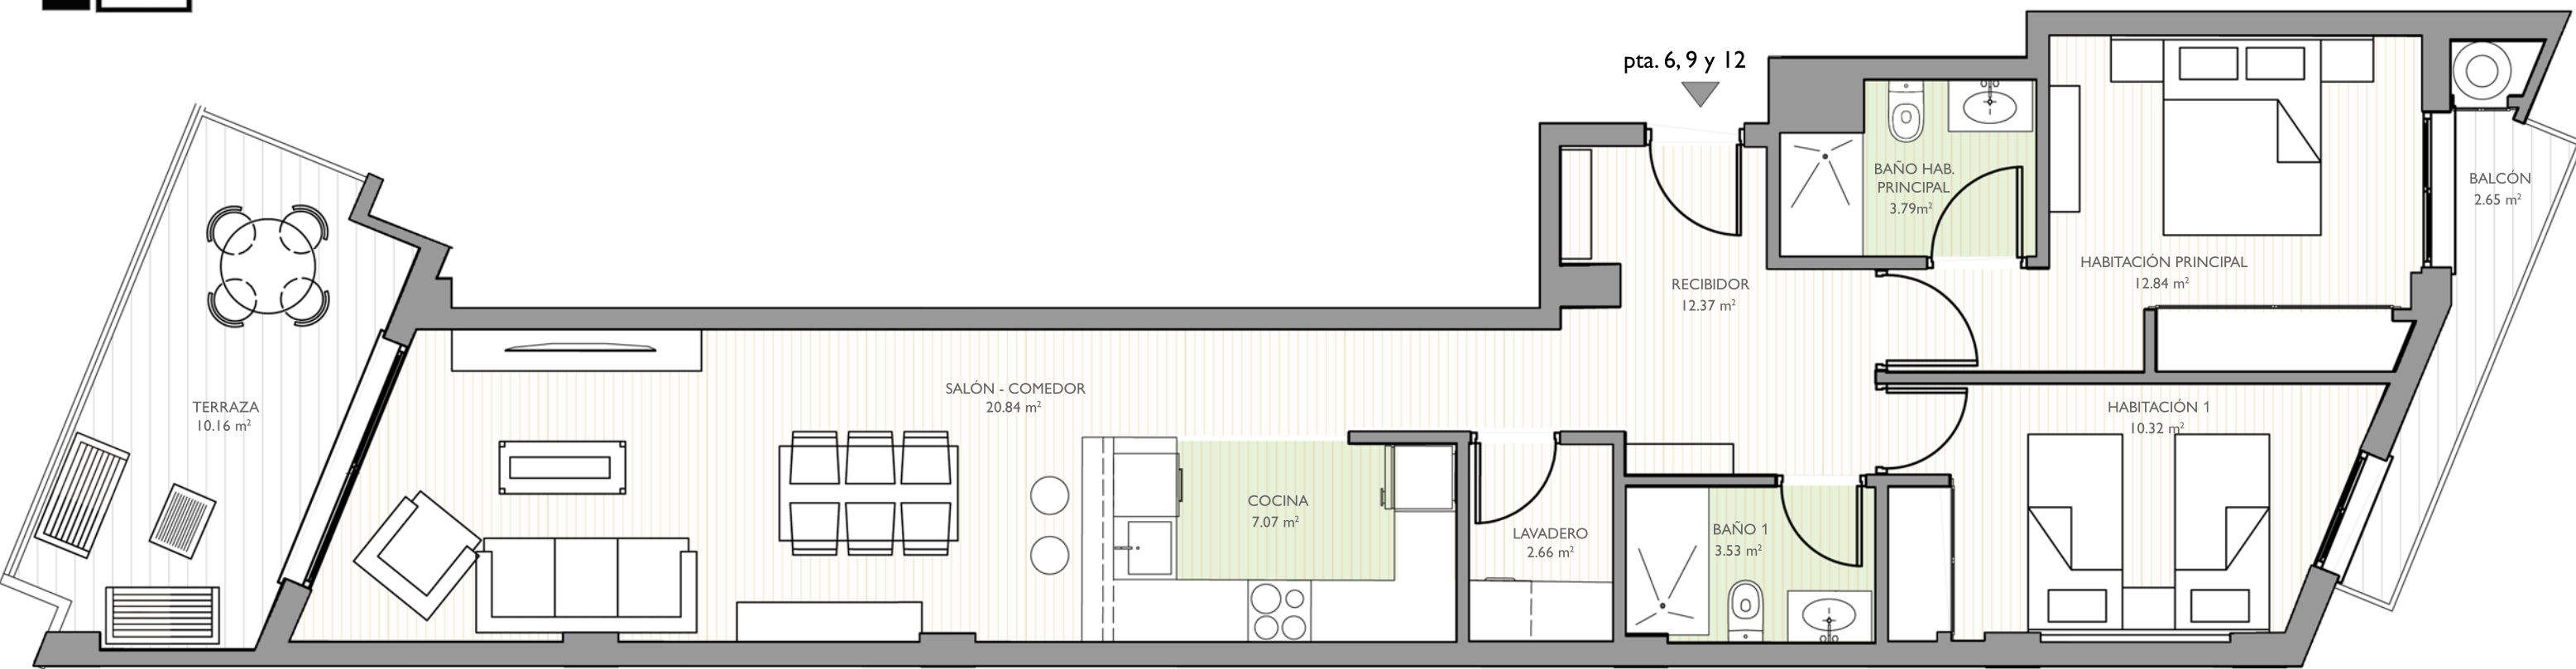 pta. 6, 9 y 12
BAÑO HAB.
PRINCIPAL
3.79m²
BALCÓN
2.65 m²
HABITACIÓN PRINCIPAL
12.84 m²
RECIBIDOR
12.37 m²
SALÓN - COMEDOR
20.84 m²
TERRAZA
10.16 m²
HABITACIÓN 1
10.32 m²
COCINA
7.07 m²
LAVADERO
2.66 m²
BAÑO 1
3.53 m²